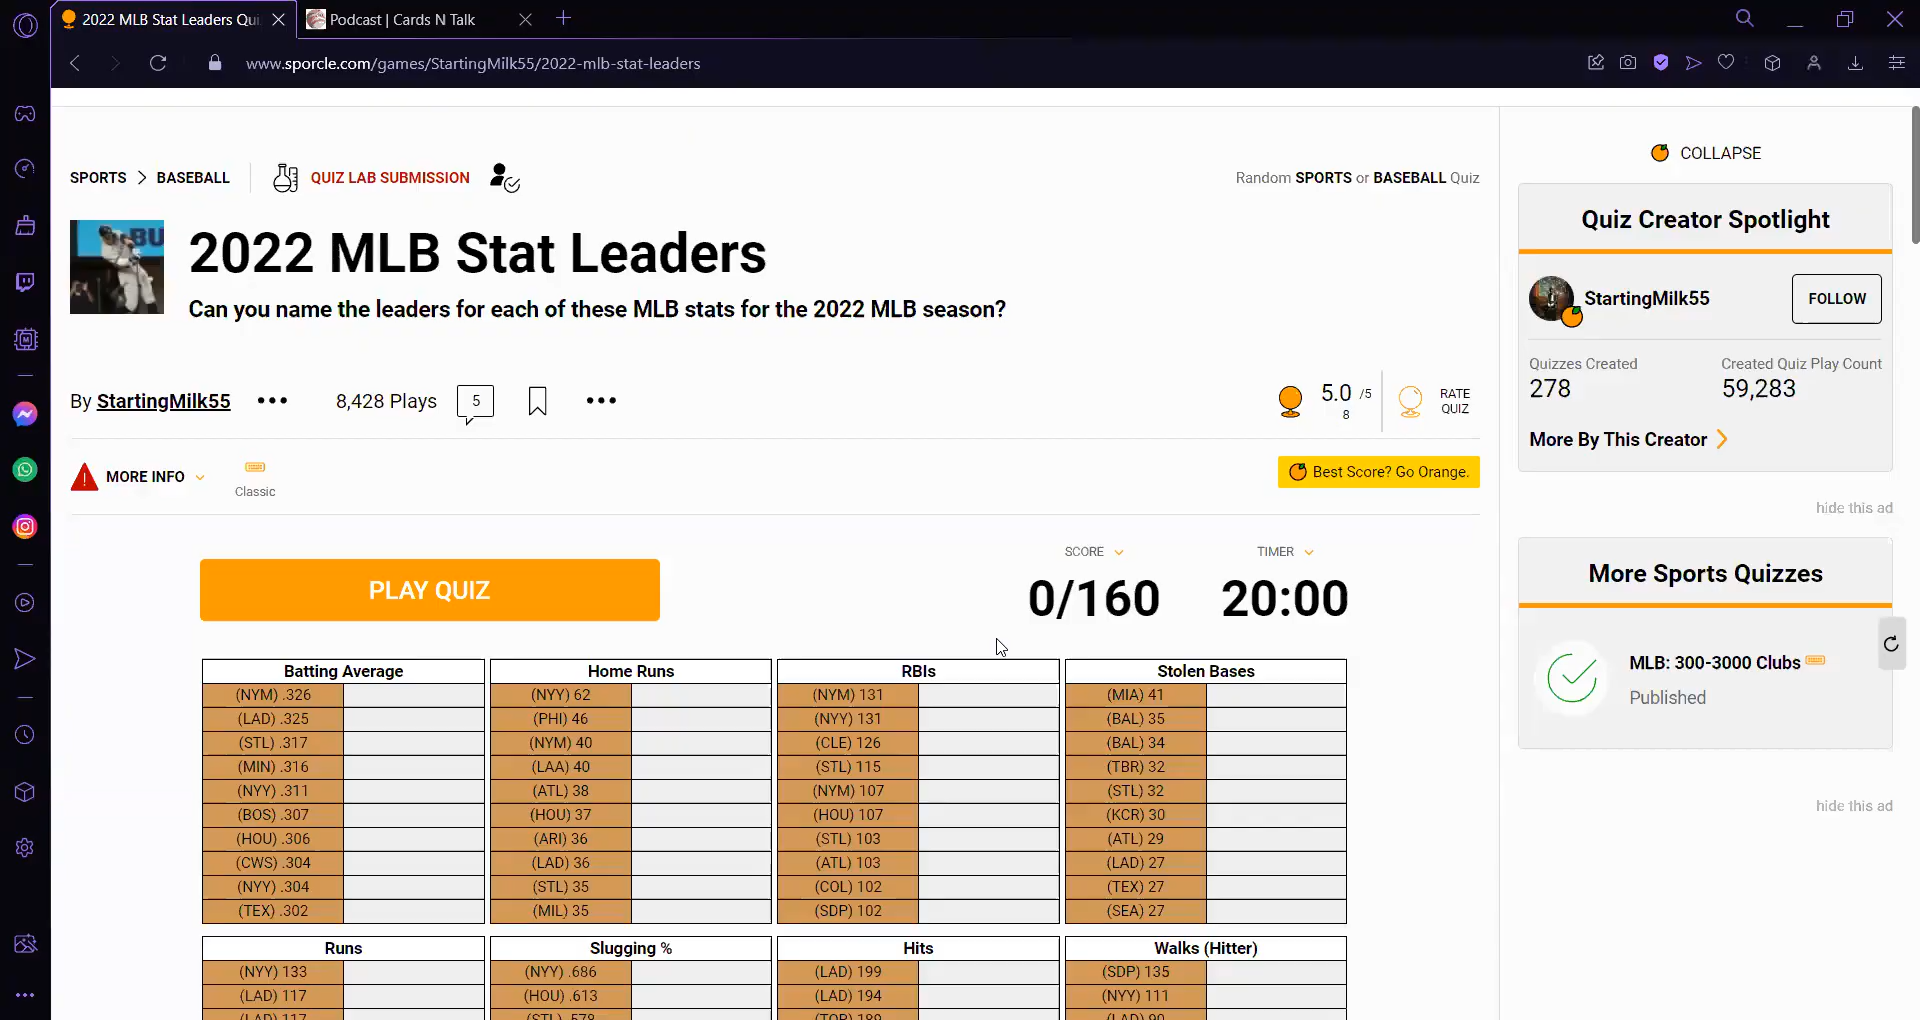 2022 MLB Stat Leaders Qui
Podcast | Cards N Talk
www.sporcle.com/games/StartingMilk55/2022-mlb-stat-leaders
COLLAPSE
SPORTS > BASEBALL
QUIZ LAB SUBMISSION
Random SPORTS or BASEBALL Quiz
2022 MLB Stat Leaders
Can you name the leaders for each of these MLB stats for the 2022 MLB season?
By StartingMilk55
8,428 Plays
5
5.0 /5
8
RATE
QUIZ
MORE INFO
Classic
Best Score? Go Orange.
PLAY QUIZ
SCORE
0/160
TIMER
20:00
Batting Average
(NYM) .326
(LAD) .325
(STL) .317
(MIN) .316
(NYY) .311
(BOS) .307
(HOU) .306
(CWS) .304
(NYY) .304
(TEX) .302
Home Runs
(NYY) 62
(PHI) 46
(NYM) 40
(LAA) 40
(ATL) 38
(HOU) 37
(ARI) 36
(LAD) 36
(STL) 35
(MIL) 35
RBIs
(NYM) 131
(NYY) 131
(CLE) 126
(STL) 115
(NYM) 107
(HOU) 107
(STL) 103
(ATL) 103
(COL) 102
(SDP) 102
Stolen Bases
(MIA) 41
(BAL) 35
(BAL) 34
(TBR) 32
(STL) 32
(KCR) 30
(ATL) 29
(LAD) 27
(TEX) 27
(SEA) 27
Runs
(NYY) 133
(LAD) 117
(LAD) 117
Slugging %
(NYY) .686
(HOU) .613
(STL) .578
Hits
(LAD) 199
(LAD) 194
(TOR) 189
Walks (Hitter)
(SDP) 135
(NYY) 111
(LAD) 90
Quiz Creator Spotlight
StartingMilk55
FOLLOW
Quizzes Created
278
Created Quiz Play Count
59,283
More By This Creator
hide this ad
More Sports Quizzes
MLB: 300-3000 Clubs
Published
hide this ad